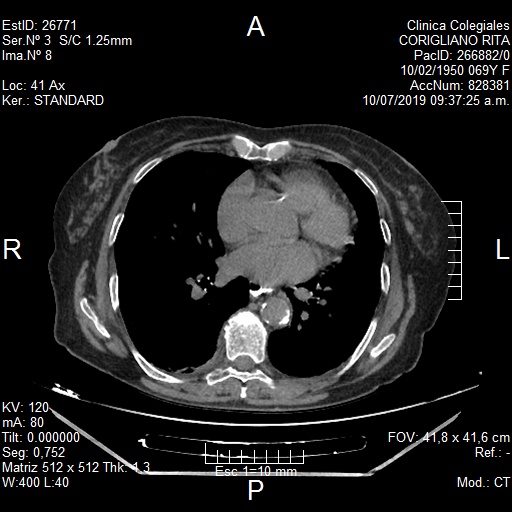 EstID: 26771
Ser.Nº 3 S/C 1.25mm
Ima.Nº 8
Loc: 41 Ax
Ker.: STANDARD
A
Clinica Colegiales
CORIGLIANO RITA
PacID: 266882/0
10/02/1950 069Y F
AccNum: 828381
10/07/2019 09:37:25 a.m.
R
L
KV: 120
mA: 80
Tilt: 0.000000
Seg: 0,752
Matriz 512 x 512 Thk: 1.3
W:400 L:40
Esc 1=10 mm
P
FOV: 41,8 x 41,6 cm
Ref.: -
Mod.: CT